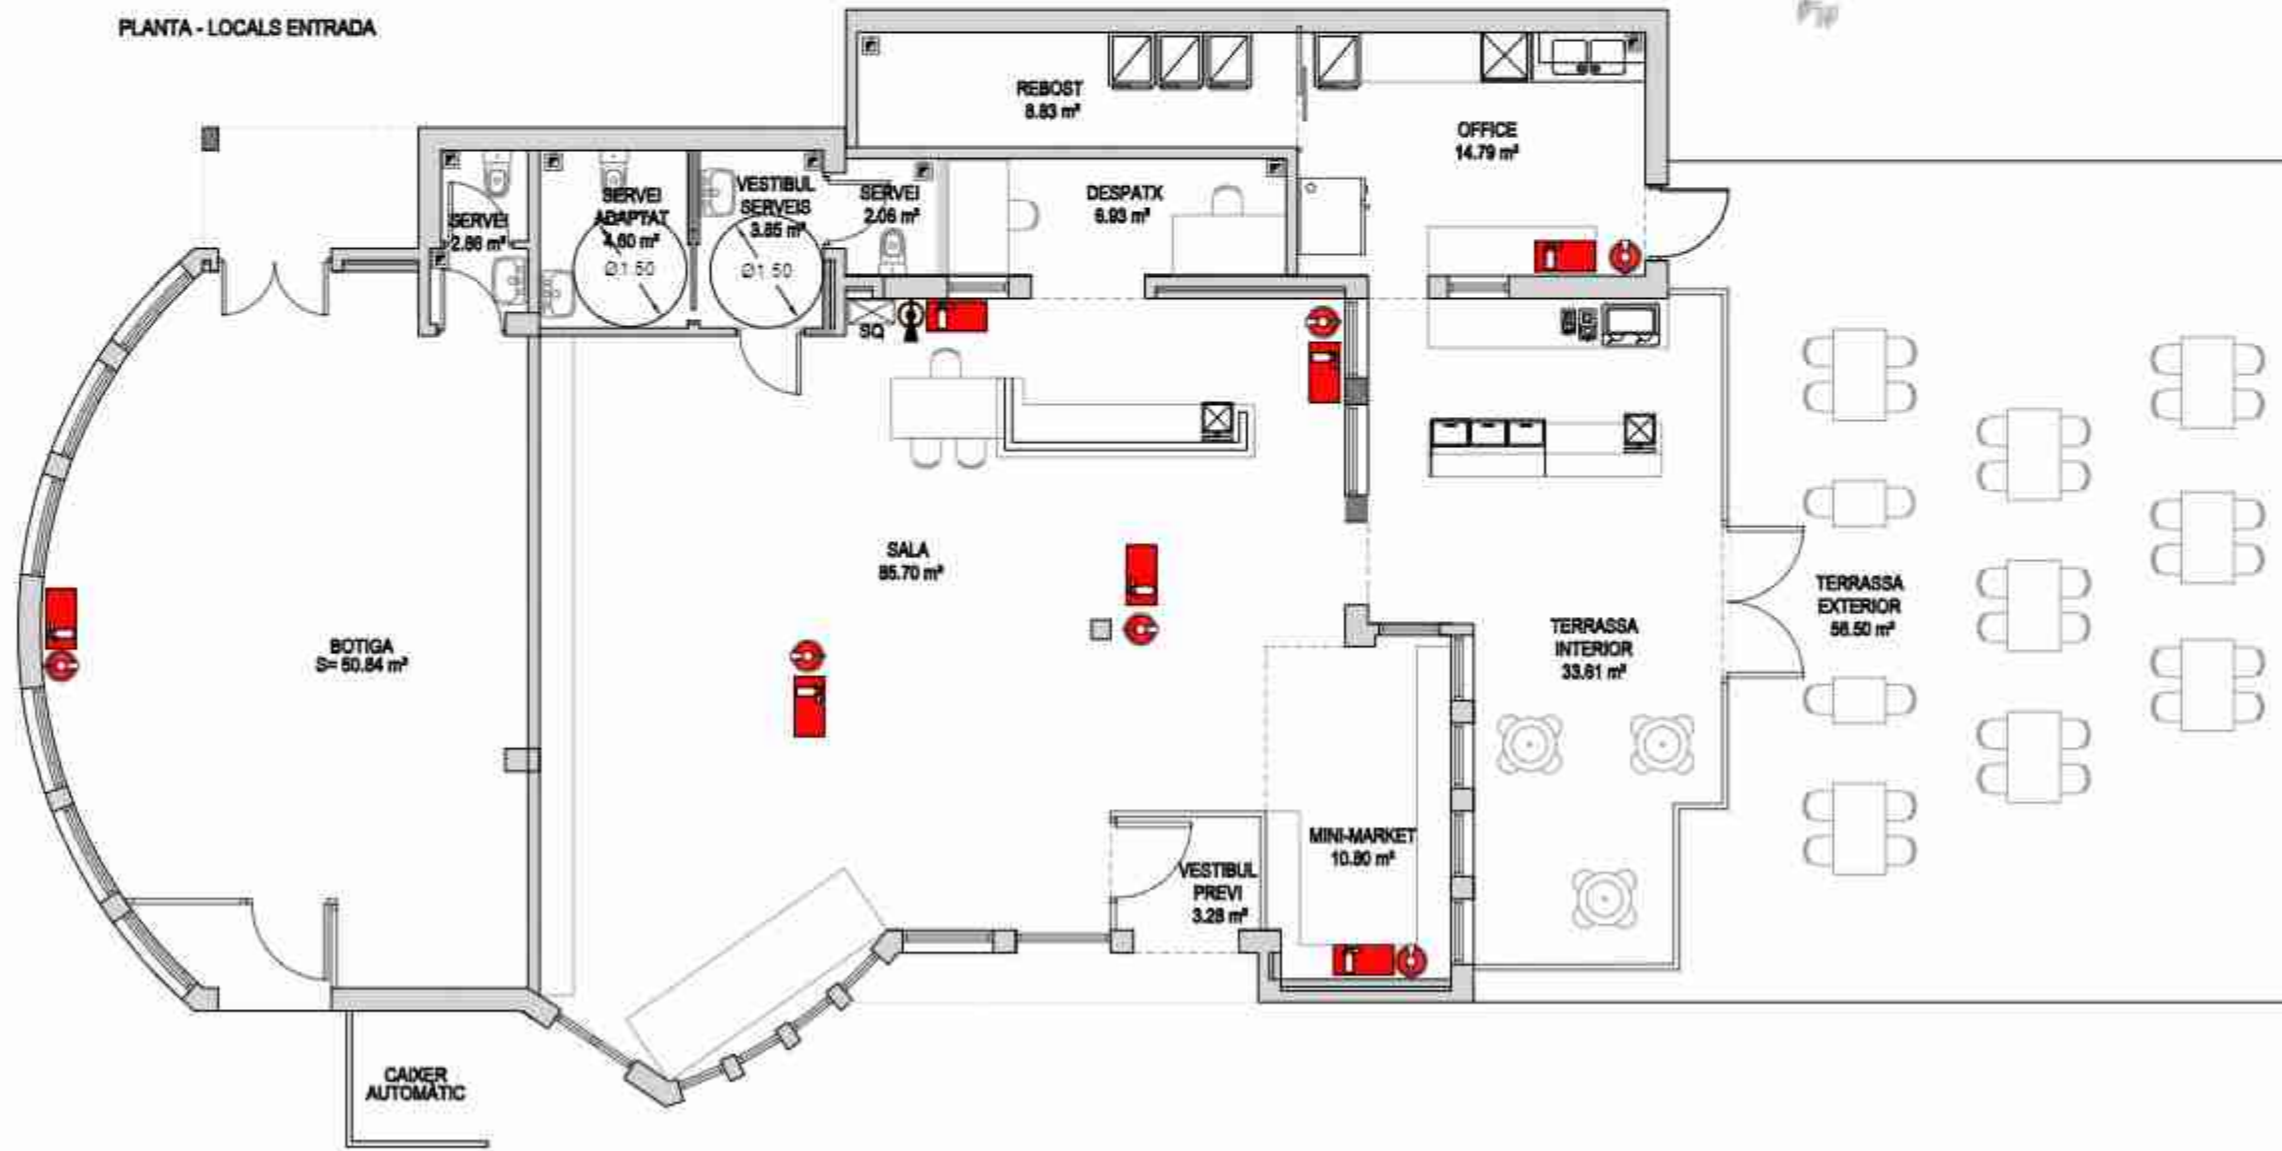 PLANTA - LOCALS ENTRADA
REBOST
8.83 m²
OFFICE
14.79 m²
SERVEI
2.86 m²
SERVEI
ADAPTAT
4.60 m²
Ø1.50
VESTIBUL
SERVEIS
3.85 m²
Ø1.50
SERVEI
2.06 m²
DESPATX
6.93 m²
SQ
SALA
85.70 m²
BOTIGA
S= 50.84 m²
TERRASSA
INTERIOR
33.61 m²
TERRASSA
EXTERIOR
56.50 m²
MINI-MARKET
10.80 m²
VESTIBUL
PREVI
3.28 m²
CAIXER
AUTOMÀTIC